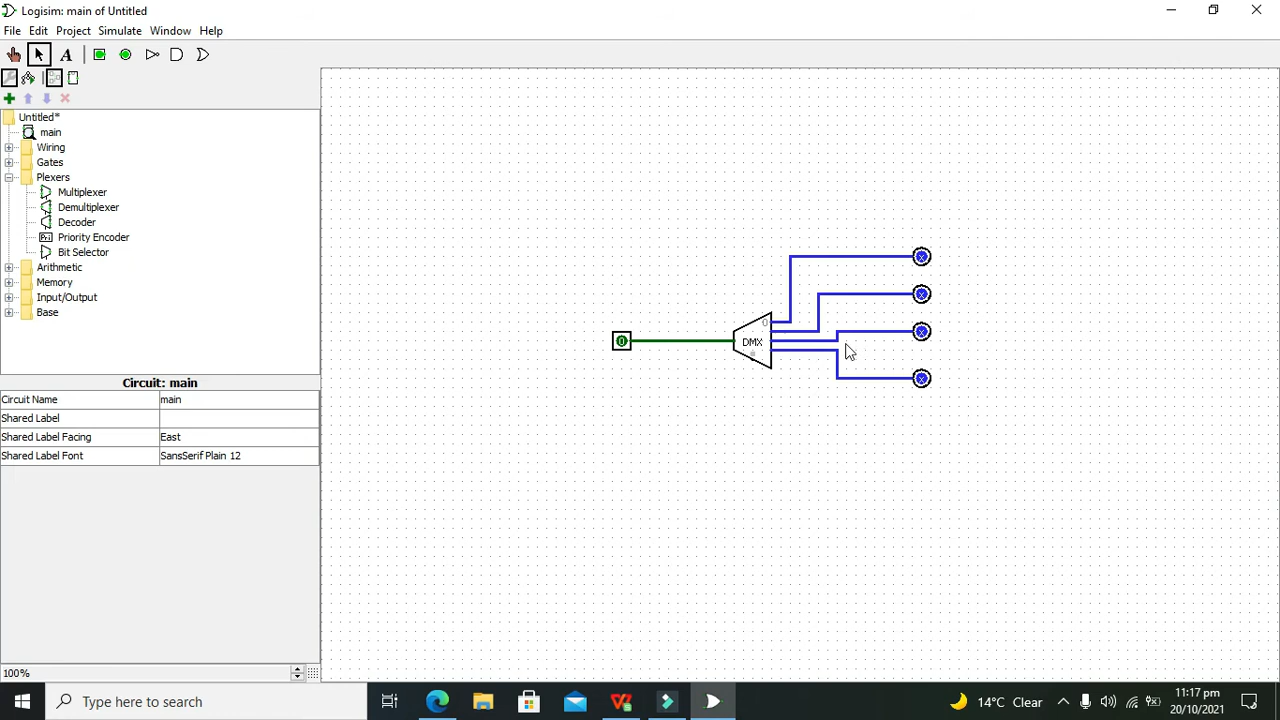 Logisim: main of Untitled
File Edit Project Simulate Window Help
A
Untitled*
main
Wiring
Gates
Plexers
Multiplexer
Demultiplexer
Decoder
Pri Priority Encoder
Bit Selector
Arithmetic
Memory
Input/Output
Base
Circuit: main
Circuit Name main
Shared Label
Shared Label Facing East
Shared Label Font SansSerif Plain 12
100%
x
x
0
x
0 DMX
x
Type here to search
14°C Clear
11:17 pm
20/10/2021